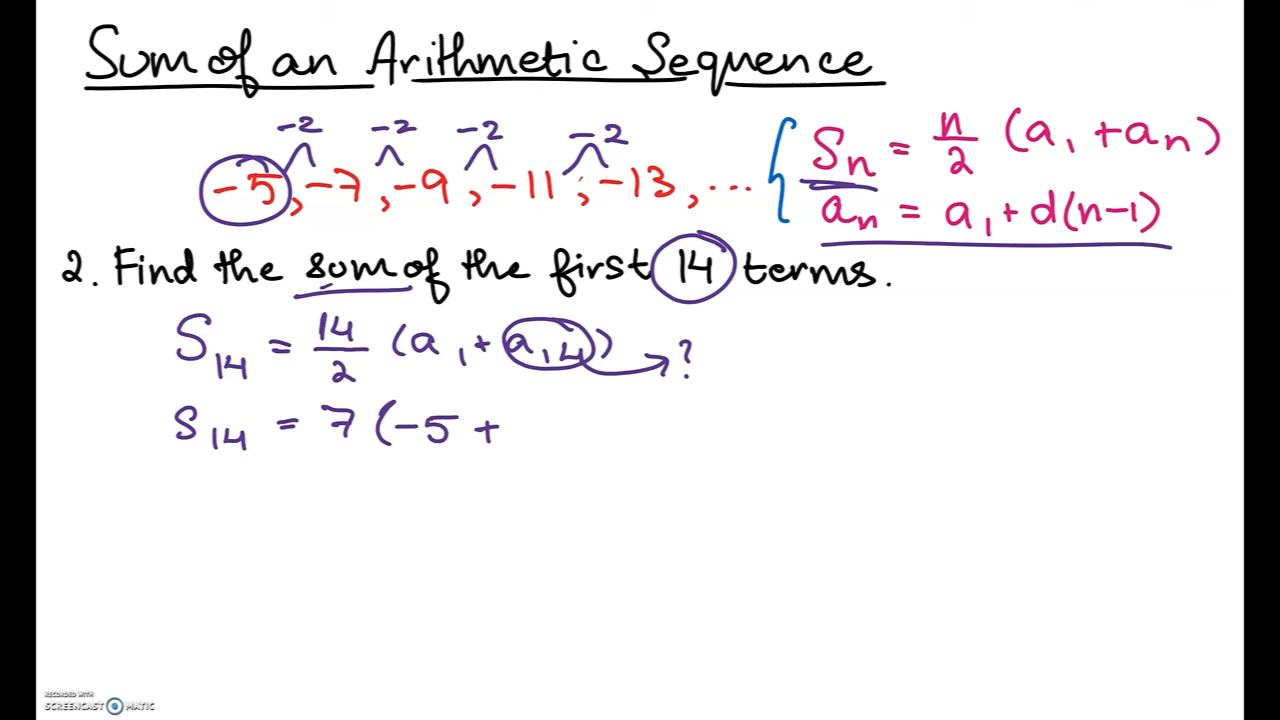 Sum of an Arithmetic Sequence
-2 -2 -2 -2
-5, -7, -9, -11, -13, ...
Sn = n/2 (a1 + an)
an = a1 + d(n-1)
2. Find the sum of the first 14 terms.
S14 = 14/2 (a1 + a14) → ?
S14 = 7 (-5 +
RECORDED WITH
SCREENCAST MATIC